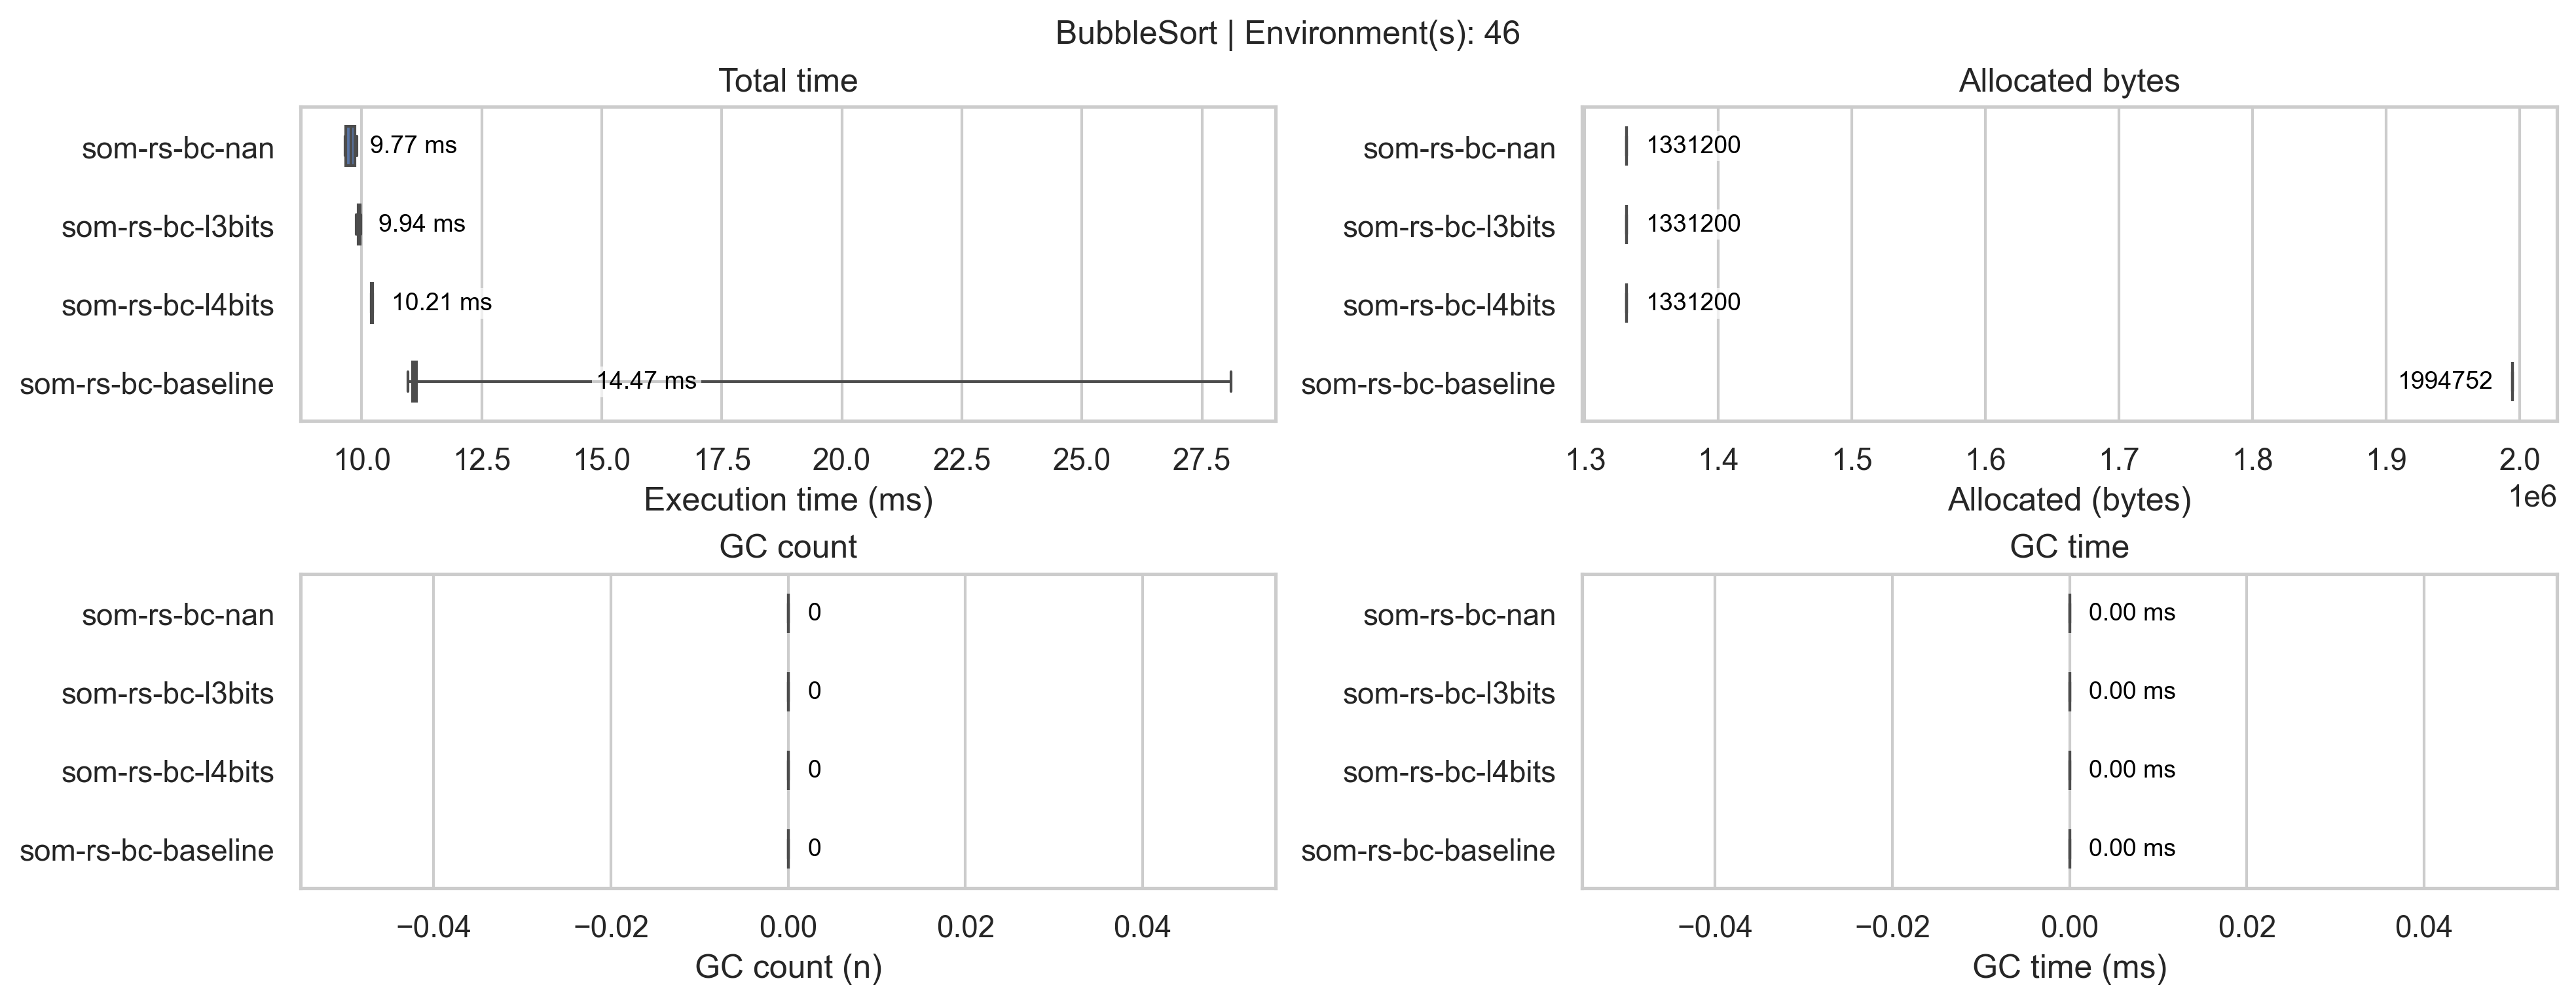 BubbleSort | Environment(s): 46
Total time
som-rs-bc-nan
9.77 ms
som-rs-bc-l3bits
9.94 ms
som-rs-bc-l4bits
10.21 ms
som-rs-bc-baseline
14.47 ms
10.0 12.5 15.0 17.5 20.0 22.5 25.0 27.5
Execution time (ms)
Allocated bytes
som-rs-bc-nan
1331200
som-rs-bc-l3bits
1331200
som-rs-bc-l4bits
1331200
som-rs-bc-baseline
1994752
1.3 1.4 1.5 1.6 1.7 1.8 1.9 2.0
1e6
Allocated (bytes)
GC count
som-rs-bc-nan
0
som-rs-bc-l3bits
0
som-rs-bc-l4bits
0
som-rs-bc-baseline
0
−0.04 −0.02 0.00 0.02 0.04
GC count (n)
GC time
som-rs-bc-nan
0.00 ms
som-rs-bc-l3bits
0.00 ms
som-rs-bc-l4bits
0.00 ms
som-rs-bc-baseline
0.00 ms
−0.04 −0.02 0.00 0.02 0.04
GC time (ms)